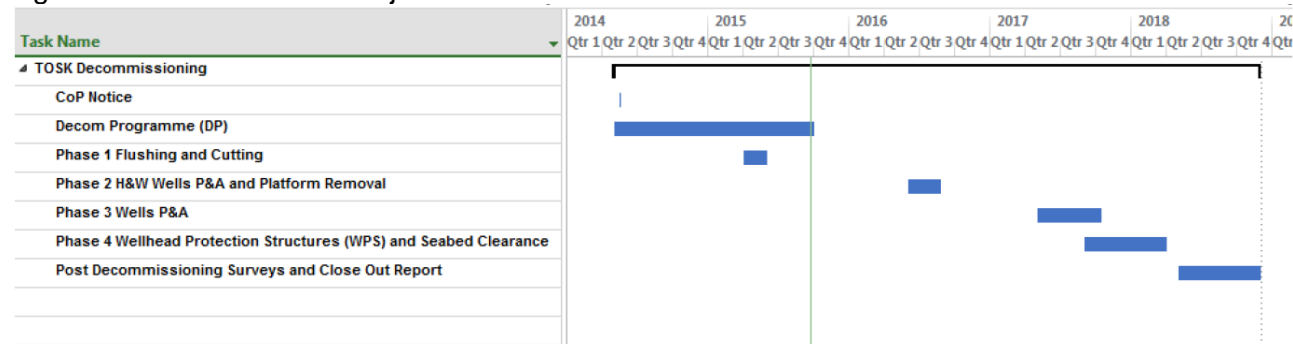 2014 2015 2016 2017 2018 20
Task Name Qtr 1 Qtr 2 Qtr 3 Qtr 4 Qtr 1 Qtr 2 Qtr 3 Qtr 4 Qtr 1 Qtr 2 Qtr 3 Qtr 4 Qtr 1 Qtr 2 Qtr 3 Qtr 4 Qtr 1 Qtr 2 Qtr 3 Qtr 4 Qtr
TOSK Decommissioning
CoP Notice
Decom Programme (DP)
Phase 1 Flushing and Cutting
Phase 2 H&W Wells P&A and Platform Removal
Phase 3 Wells P&A
Phase 4 Wellhead Protection Structures (WPS) and Seabed Clearance
Post Decommissioning Surveys and Close Out Report